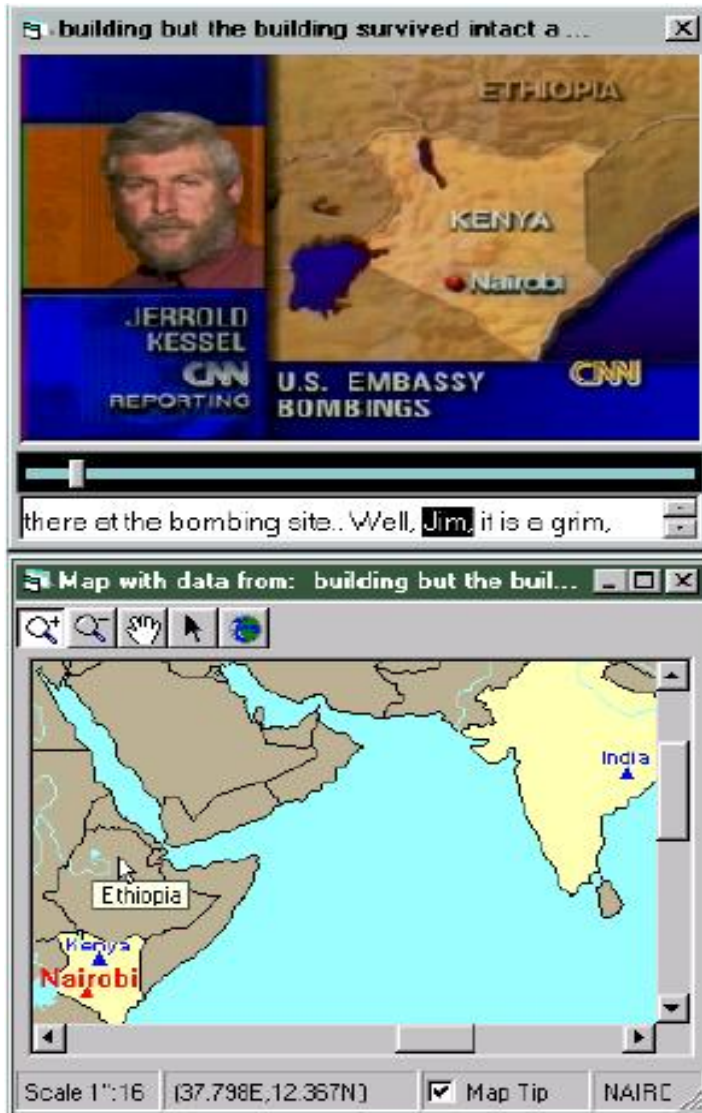 building but the building survived intact a ...
ETHIOPIA
KENYA
Nairobi
JERROLD
KESSEL
CNN
REPORTING
U.S. EMBASSY
BOMBINGS
CNN
there at the bombing site.. Well, Jim, it is a grim,
Map with data from: building but the buil...
India
Ethiopia
Kenya
Nairobi
Scale 1":16 (37.798E,12.367N) Map Tip NAIRC